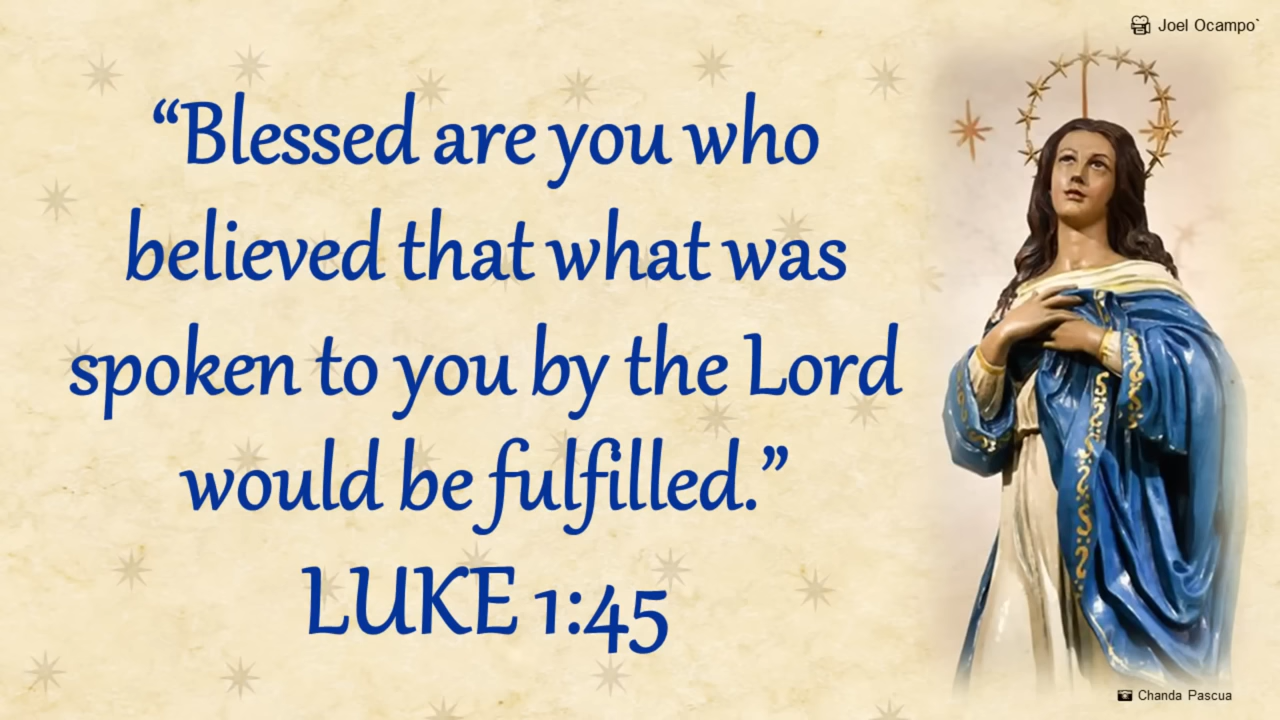 Joel Ocampo`
“Blessed are you who
believed that what was
spoken to you by the Lord
would be fulfilled.”
LUKE 1:45
Chanda Pascua